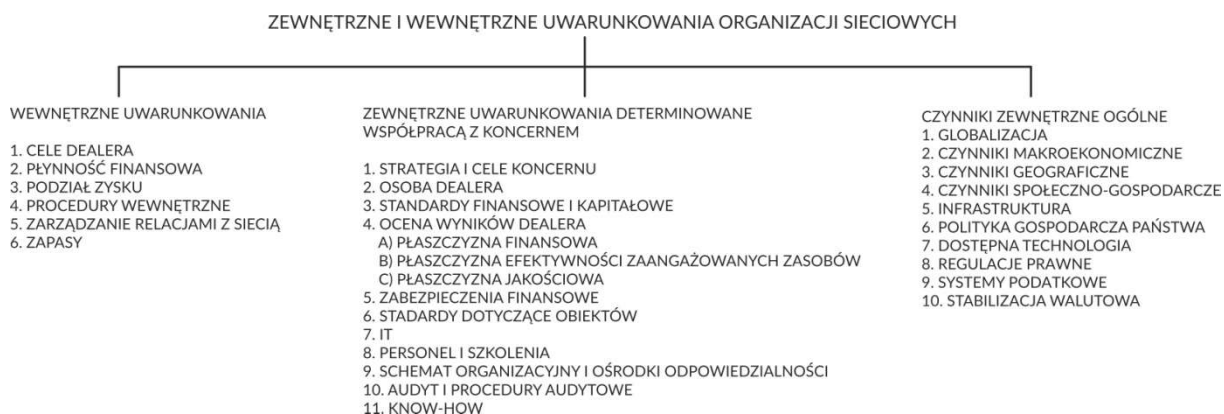 ZEWNĘTRZNE I WEWNĘTRZNE UWARUNKOWANIA ORGANIZACJI SIECIOWYCH
WEWNĘTRZNE UWARUNKOWANIA
1. CELE DEALERA
2. PŁYNNOŚĆ FINANSOWA
3. PODZIAŁ ZYSKU
4. PROCEDURY WEWNĘTRZNE
5. ZARZĄDZANIE RELACJAMI Z SIECIĄ
6. ZAPASY
ZEWNĘTRZNE UWARUNKOWANIA DETERMINOWANE
WSPÓŁPRACĄ Z KONCERNEM
1. STRATEGIA I CELE KONCERNU
2. OSOBA DEALERA
3. STANDARDY FINANSOWE I KAPITAŁOWE
4. OCENA WYNIKÓW DEALERA
A) PŁASZCZYZNA FINANSOWA
B) PŁASZCZYZNA EFEKTYWNOŚCI ZAANGAŻOWANYCH ZASOBÓW
C) PŁASZCZYZNA JAKOŚCIOWA
5. ZABEZPIECZENIA FINANSOWE
6. STADARDY DOTYCZĄCE OBIEKTÓW
7. IT
8. PERSONEL I SZKOLENIA
9. SCHEMAT ORGANIZACYJNY I OŚRODKI ODPOWIEDZIALNOŚCI
10. AUDYT I PROCEDURY AUDYTOWE
11. KNOW-HOW
CZYNNIKI ZEWNĘTRZNE OGÓLNE
1. GLOBALIZACJA
2. CZYNNIKI MAKROEKONOMICZNE
3. CZYNNIKI GEOGRAFICZNE
4. CZYNNIKI SPOŁECZNO-GOSPODARCZE
5. INFRASTRUKTURA
6. POLITYKA GOSPODARCZA PAŃSTWA
7. DOSTĘPNA TECHNOLOGIA
8. REGULACJE PRAWNE
9. SYSTEMY PODATKOWE
10. STABILIZACJA WALUTOWA